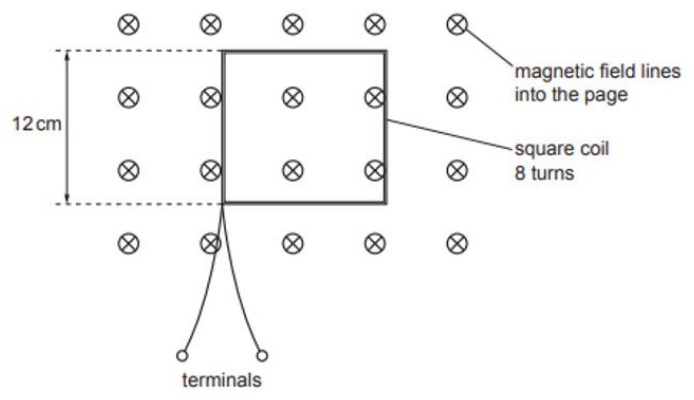 magnetic field lines
into the page
12 cm
square coil
8 turns
terminals